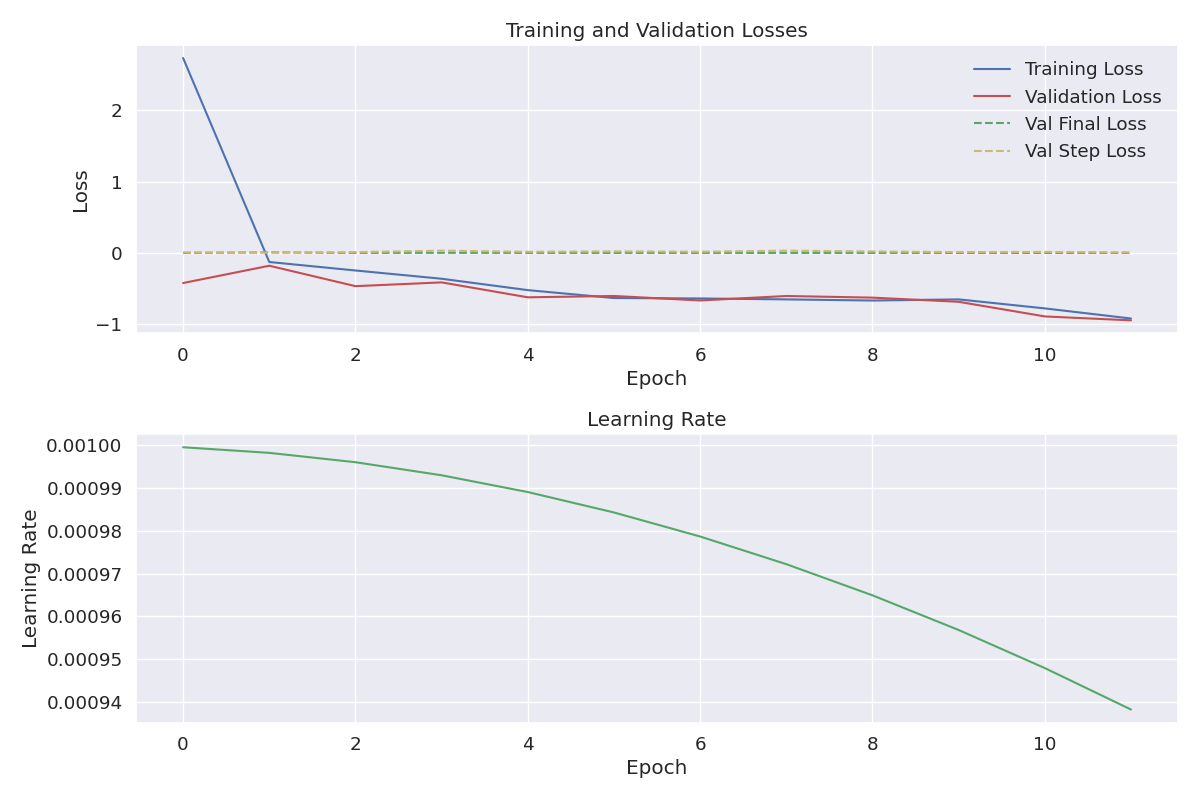 Training and Validation Losses
Loss
2
1
0
−1
Training Loss
Validation Loss
Val Final Loss
Val Step Loss
0 2 4 6 8 10
Epoch
Learning Rate
Learning Rate
0.00100
0.00099
0.00098
0.00097
0.00096
0.00095
0.00094
0 2 4 6 8 10
Epoch